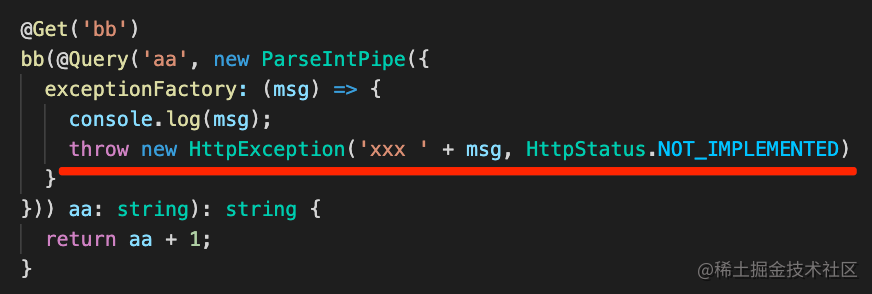 @Get('bb')
bb(@Query('aa', new ParseIntPipe({
  exceptionFactory: (msg) => {
    console.log(msg);
    throw new HttpException('xxx ' + msg, HttpStatus.NOT_IMPLEMENTED)
  }
})) aa: string): string {
  return aa + 1;
}
@稀土掘金技术社区